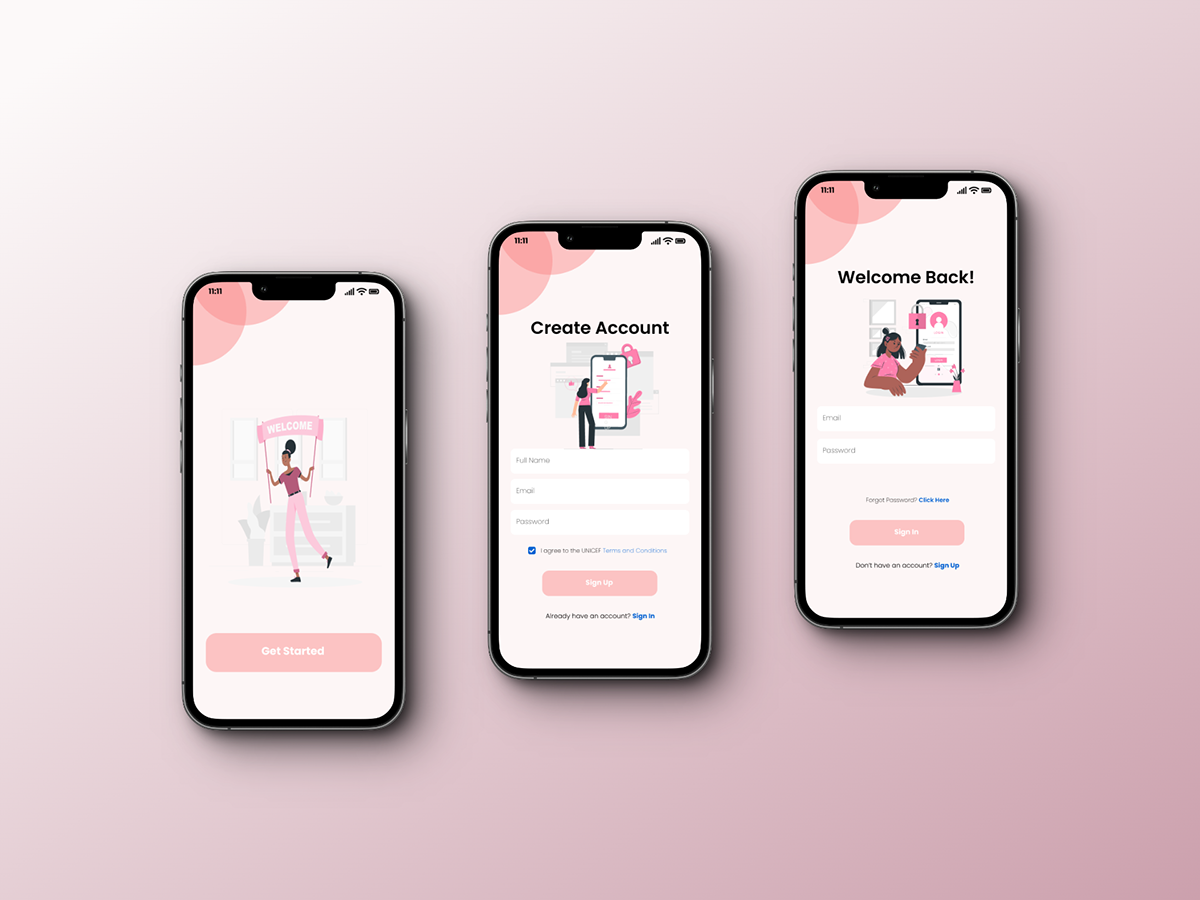 11:11
WELCOME
Get Started
11:11
Create Account
Full Name
Email
Password
I agree to the UNICEF Terms and Conditions
Sign Up
Already have an account? Sign In
11:11
Welcome Back!
Email
Password
Forgot Password? Click Here
Sign In
Don't have an account? Sign Up